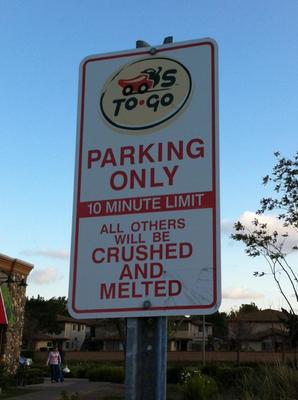 'S
TO•GO
PARKING
ONLY
10 MINUTE LIMIT
ALL OTHERS
WILL BE
CRUSHED
AND
MELTED